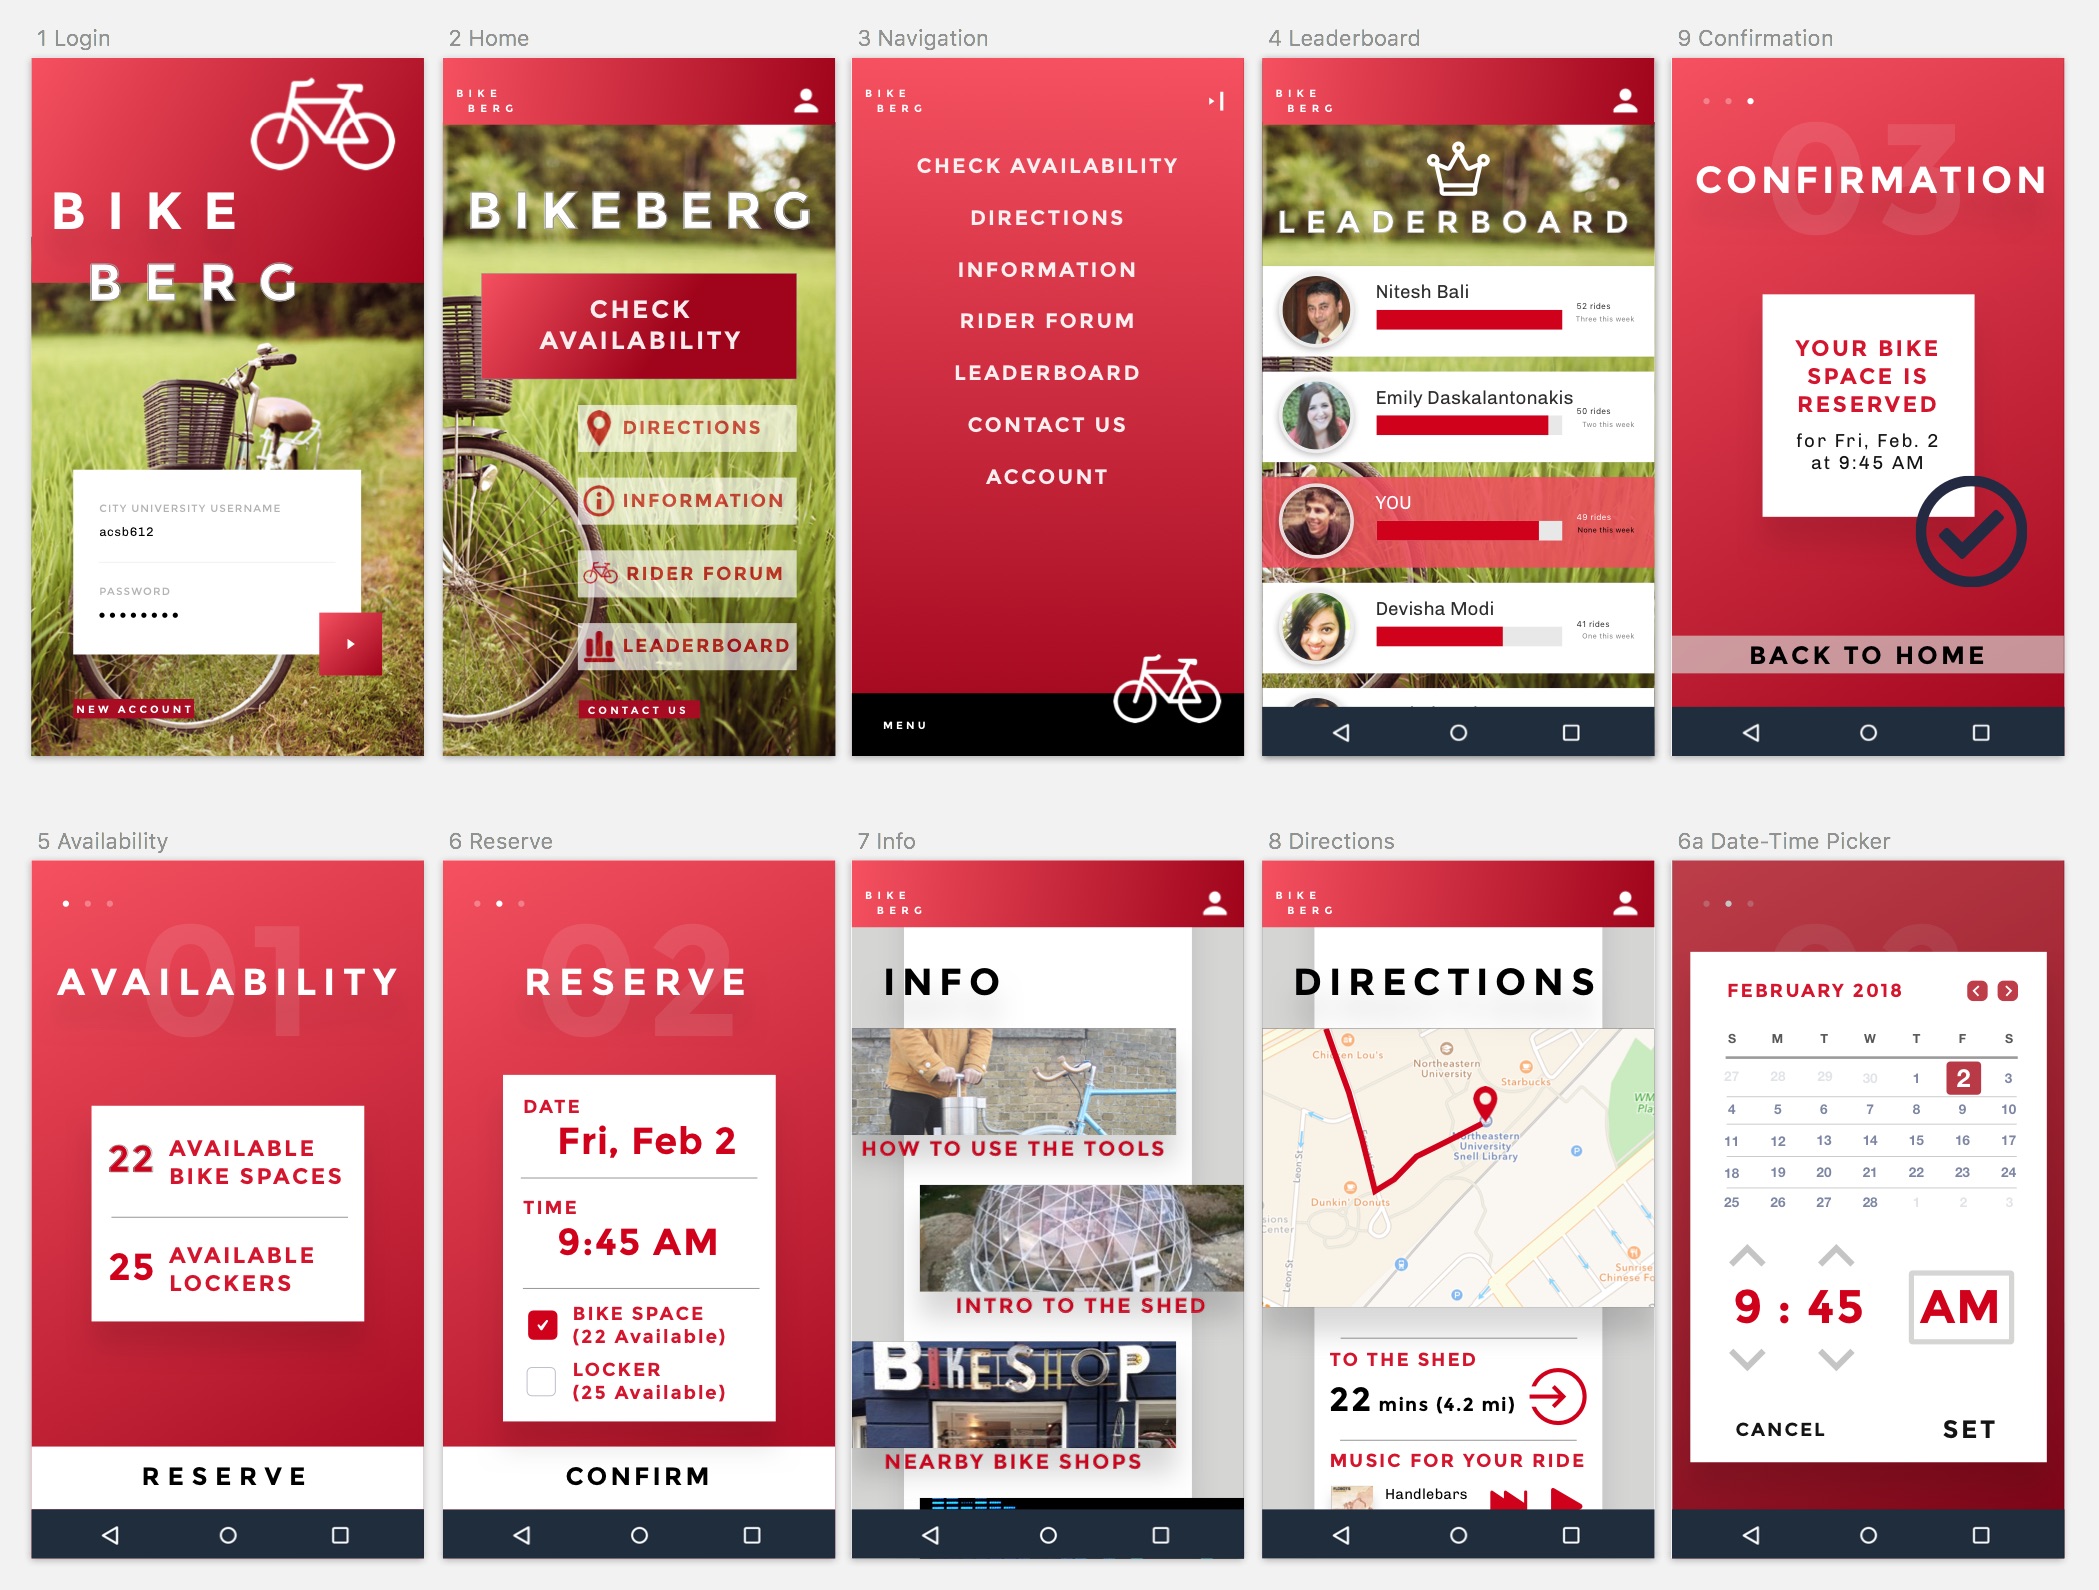 1 Login
BIKE
BERG
CITY UNIVERSITY USERNAME
acsb612
PASSWORD
NEW ACCOUNT
2 Home
BIKE
BERG
BIKEBERG
CHECK
AVAILABILITY
DIRECTIONS
INFORMATION
RIDER FORUM
LEADERBOARD
CONTACT US
3 Navigation
BIKE
BERG
CHECK AVAILABILITY
DIRECTIONS
INFORMATION
RIDER FORUM
LEADERBOARD
CONTACT US
ACCOUNT
MENU
4 Leaderboard
BIKE
BERG
LEADERBOARD
Nitesh Bali
52 rides
Three this week
Emily Daskalantonakis
50 rides
Two this week
YOU
49 rides
None this week
Devisha Modi
41 rides
One this week
9 Confirmation
03
CONFIRMATION
YOUR BIKE
SPACE IS
RESERVED
for Fri, Feb. 2
at 9:45 AM
BACK TO HOME
5 Availability
01
AVAILABILITY
22 AVAILABLE
BIKE SPACES
25 AVAILABLE
LOCKERS
RESERVE
6 Reserve
02
RESERVE
DATE
Fri, Feb 2
TIME
9:45 AM
BIKE SPACE
(22 Available)
LOCKER
(25 Available)
CONFIRM
7 Info
BIKE
BERG
INFO
HOW TO USE THE TOOLS
INTRO TO THE SHED
BIKESHOP
NEARBY BIKE SHOPS
8 Directions
BIKE
BERG
DIRECTIONS
Chicken Lou's
Northeastern
University
Starbucks
Northeastern
University
Snell Library
Leon St
Dunkin' Donuts
Center
Leon St
Sunrise
Chinese
TO THE SHED
22 mins (4.2 mi)
MUSIC FOR YOUR RIDE
Handlebars
6a Date-Time Picker
FEBRUARY 2018
S M T W T F S
27 28 29 30 1 2 3
4 5 6 7 8 9 10
11 12 13 14 15 16 17
18 19 20 21 22 23 24
25 26 27 28 1 2 3
9 : 45 AM
CANCEL SET